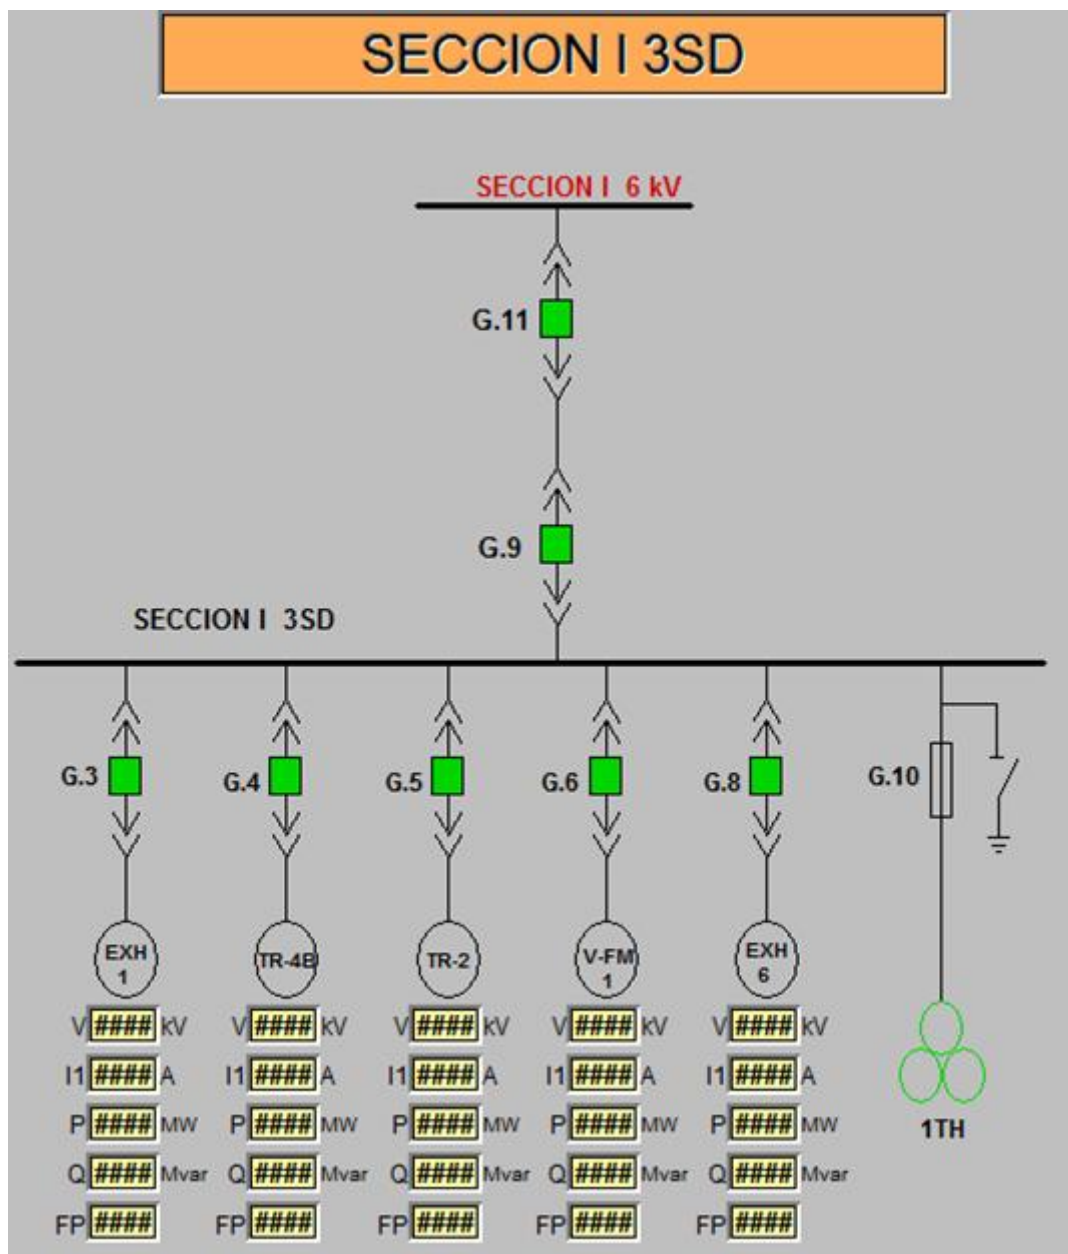 SECCION I 3SD
SECCION I 6 kV
G.11
G.9
SECCION I 3SD
G.3 G.4 G.5 G.6 G.8 G.10
EXH 1 TR-4B TR-2 V-FM 1 EXH 6
V #### kV V #### kV V #### kV V #### kV V #### kV
I1 #### A I1 #### A I1 #### A I1 #### A I1 #### A
P #### MW P #### MW P #### MW P #### MW P #### MW
1TH
Q #### Mvar Q #### Mvar Q #### Mvar Q #### Mvar Q #### Mvar
FP #### FP #### FP #### FP #### FP ####